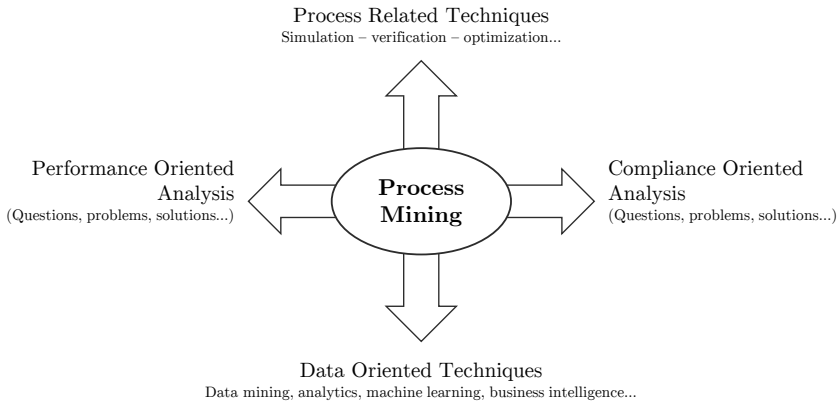 Process Related Techniques
Simulation – verification – optimization...
Performance Oriented
Analysis
(Questions, problems, solutions...)
Process
Mining
Compliance Oriented
Analysis
(Questions, problems, solutions...)
Data Oriented Techniques
Data mining, analytics, machine learning, business intelligence...